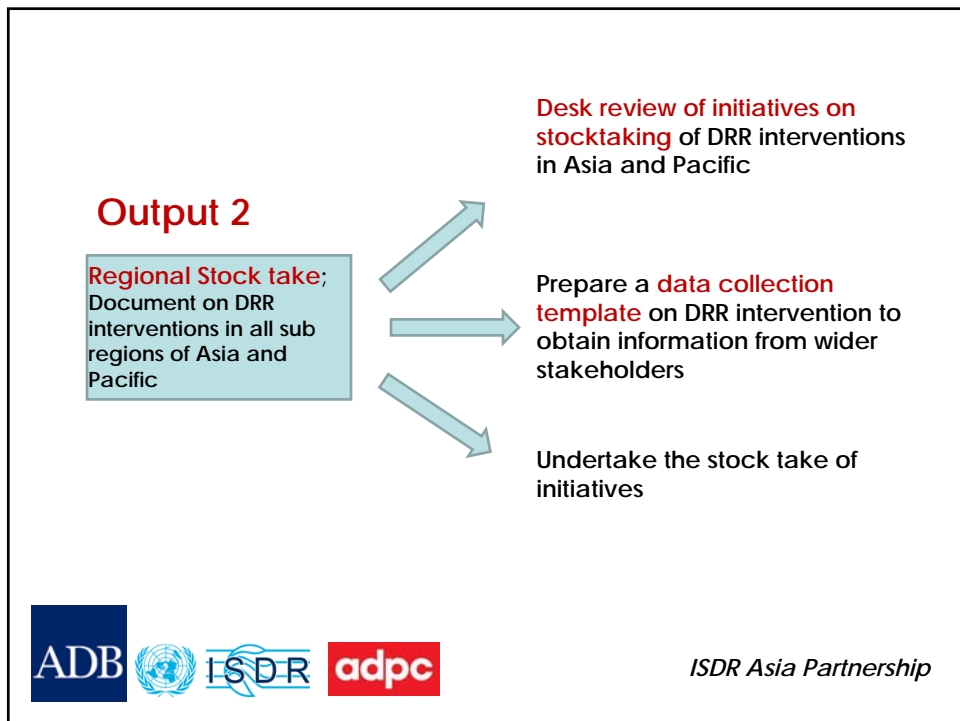 Output 2
Regional Stock take;
Document on DRR
interventions in all sub
regions of Asia and
Pacific
Desk review of initiatives on
stocktaking of DRR interventions
in Asia and Pacific
Prepare a data collection
template on DRR intervention to
obtain information from wider
stakeholders
Undertake the stock take of
initiatives
ADB
ISDR
adpc
ISDR Asia Partnership